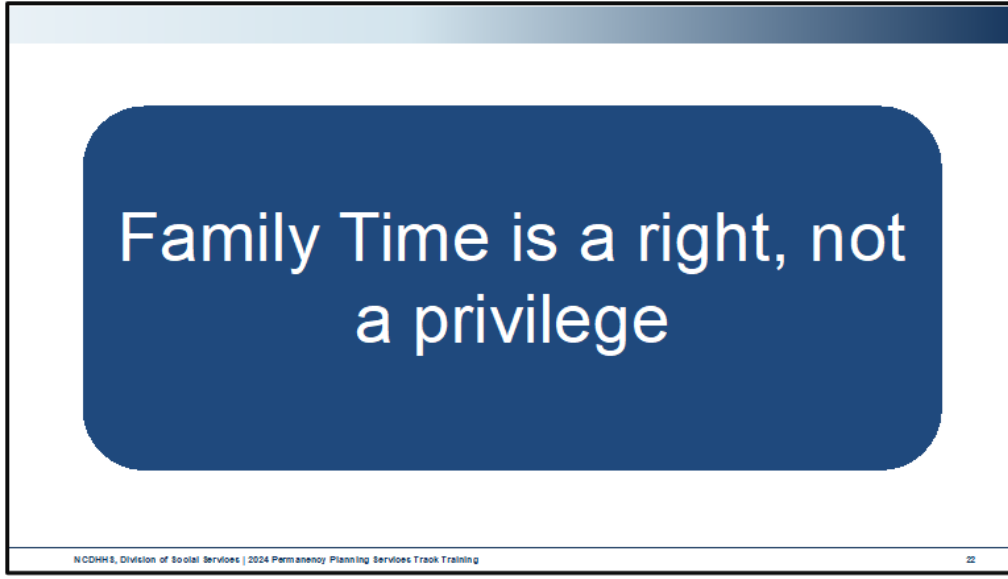 Family Time is a right, not
a privilege
NCDHHS, Division of Social Services | 2024 Permanency Planning Services Track Training
22